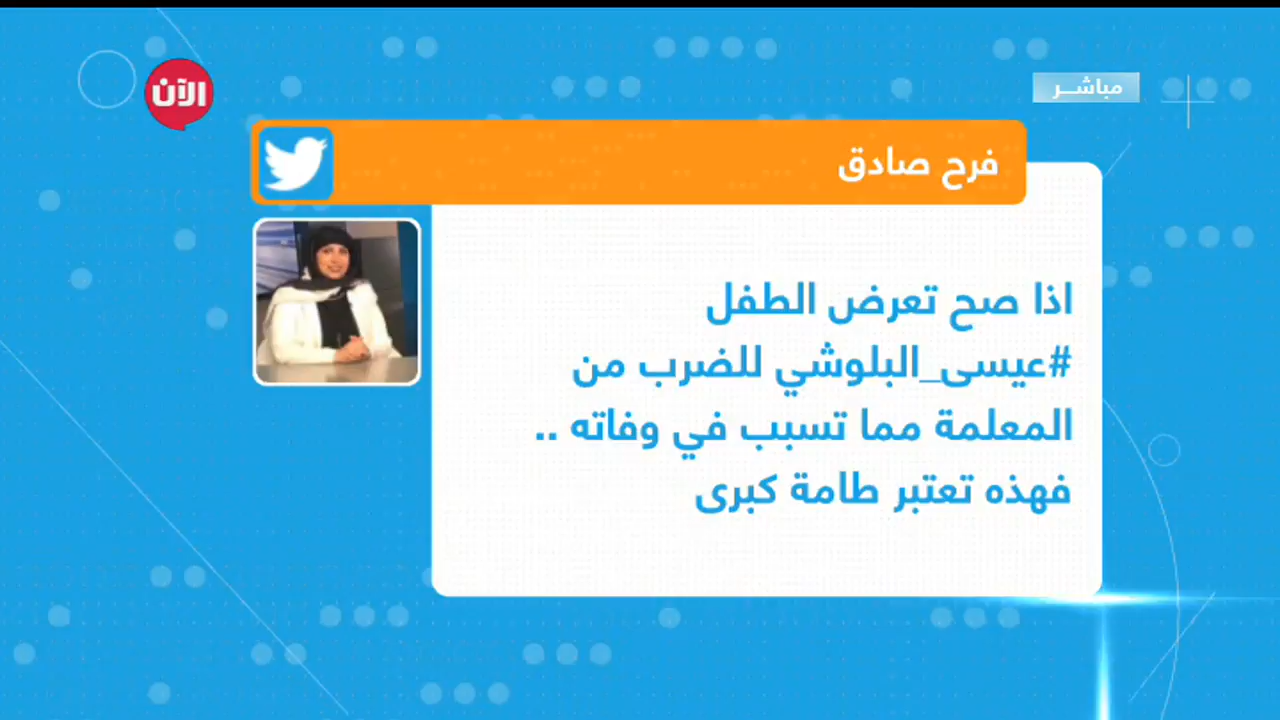 الآن
مباشر
فرح صادق
اذا صح تعرض الطفل
#عيسى_البلوشي للضرب من
المعلمة مما تسبب في وفاته ..
فهذه تعتبر طامة كبرى